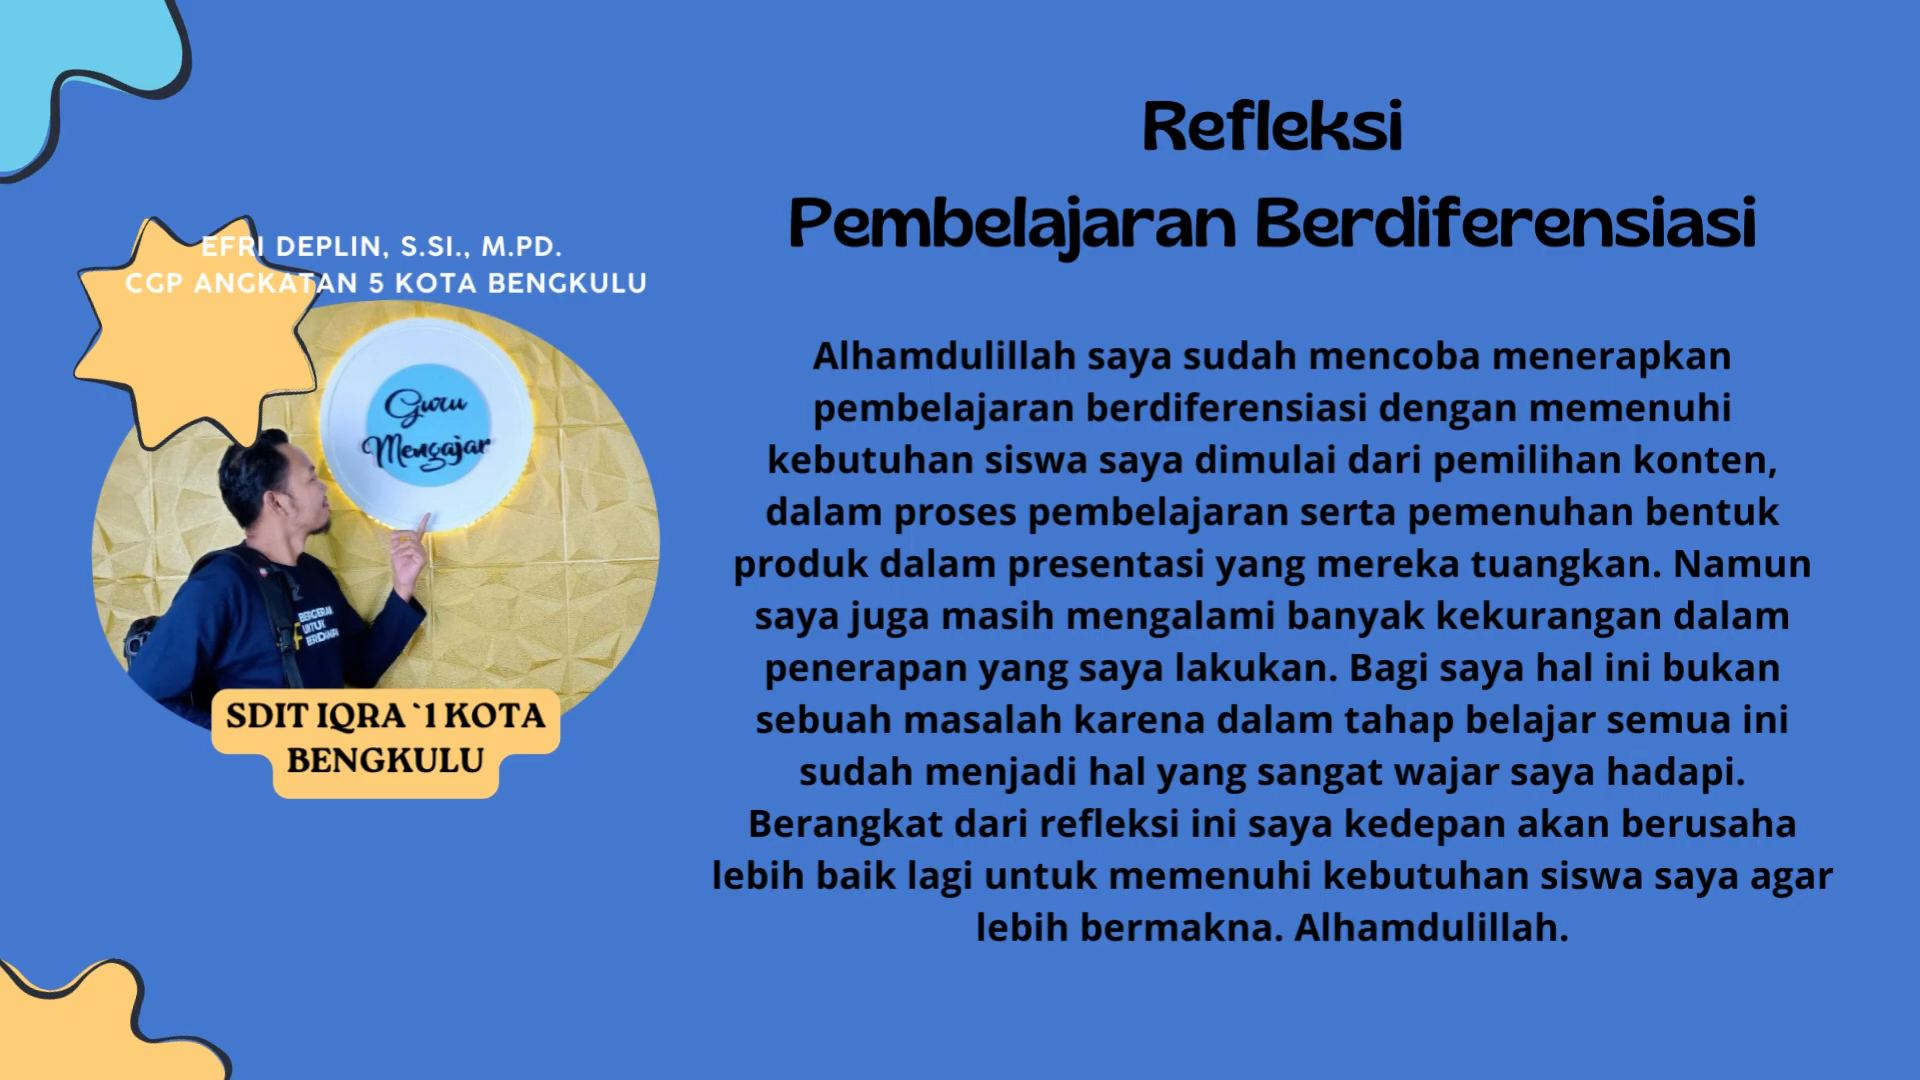 Refleksi
Pembelajaran Berdiferensiasi
EFRI DEPLIN, S.SI., M.PD.
CGP ANGKATAN 5 KOTA BENGKULU
Guru
Mengajar
BERGERAK
UNTUK
SDIT IQRA`1 KOTA
BENGKULU
Alhamdulillah saya sudah mencoba menerapkan
pembelajaran berdiferensiasi dengan memenuhi
kebutuhan siswa saya dimulai dari pemilihan konten,
dalam proses pembelajaran serta pemenuhan bentuk
produk dalam presentasi yang mereka tuangkan. Namun
saya juga masih mengalami banyak kekurangan dalam
penerapan yang saya lakukan. Bagi saya hal ini bukan
sebuah masalah karena dalam tahap belajar semua ini
sudah menjadi hal yang sangat wajar saya hadapi.
Berangkat dari refleksi ini saya kedepan akan berusaha
lebih baik lagi untuk memenuhi kebutuhan siswa saya agar
lebih bermakna. Alhamdulillah.